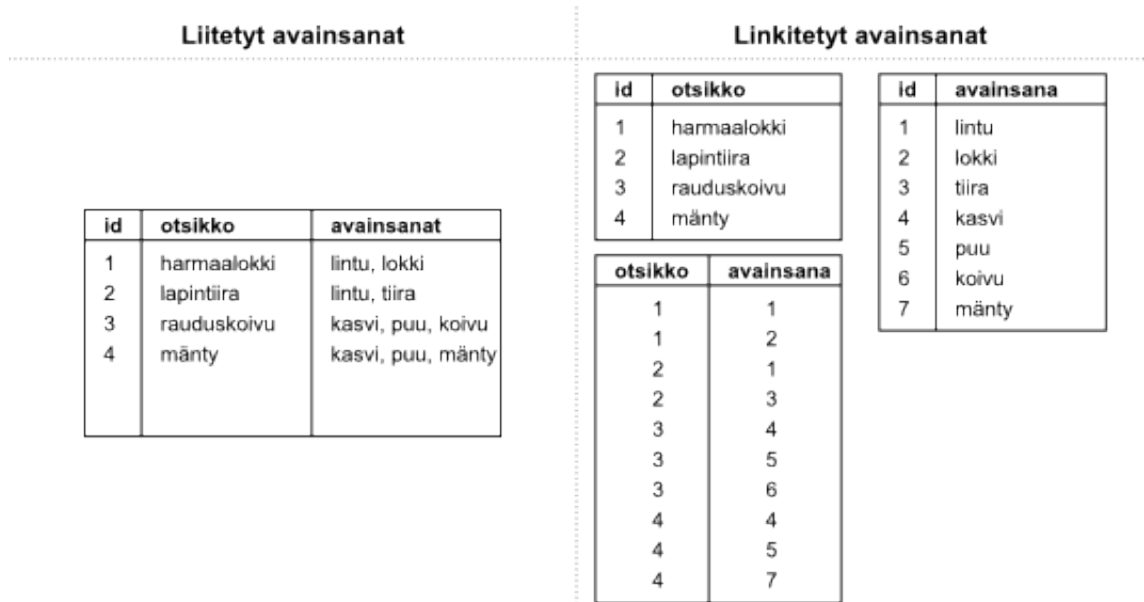 Liitetyt avainsanat
id otsikko avainsanat
1 harmaalokki lintu, lokki
2 lapintiira lintu, tiira
3 rauduskoivu kasvi, puu, koivu
4 mänty kasvi, puu, mänty
Linkitetyt avainsanat
id otsikko
1 harmaalokki
2 lapintiira
3 rauduskoivu
4 mänty
otsikko avainsana
1 1
1 2
2 1
2 3
3 4
3 5
3 6
4 4
4 5
4 7
id avainsana
1 lintu
2 lokki
3 tiira
4 kasvi
5 puu
6 koivu
7 mänty